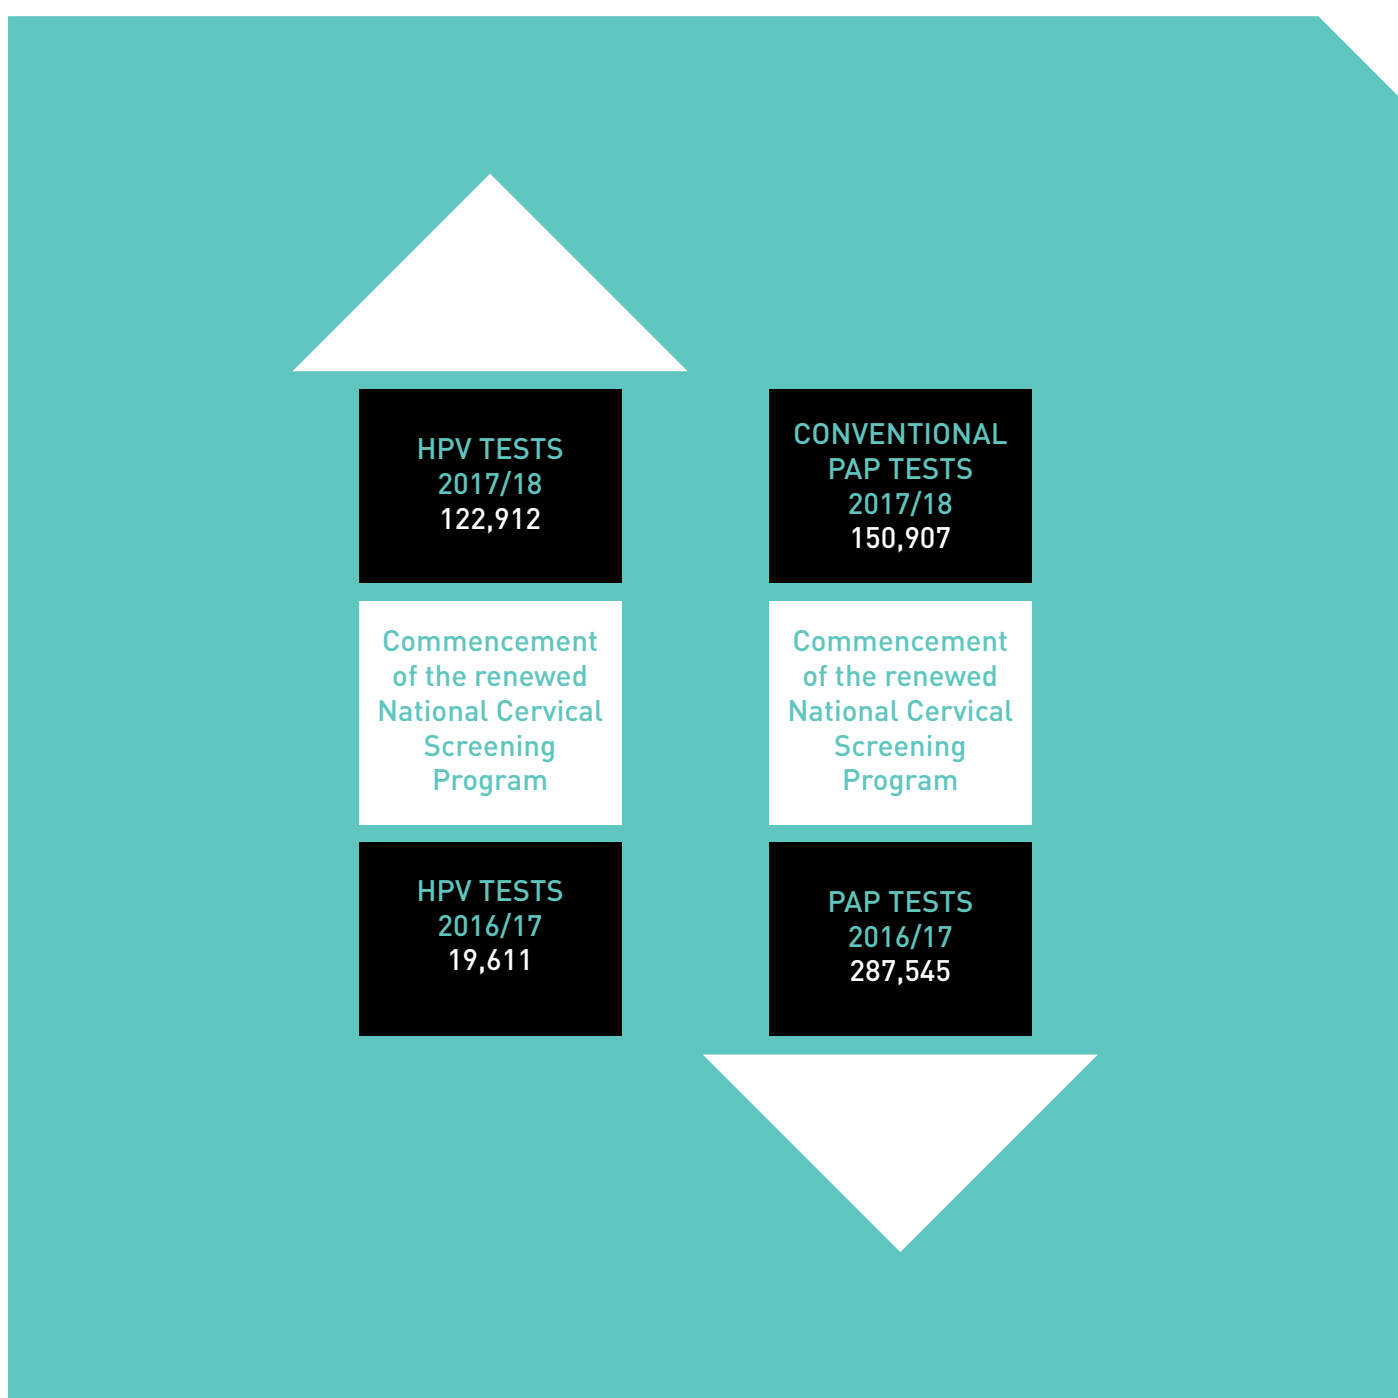 HPV TESTS
2017/18
122,912
Commencement
of the renewed
National Cervical
Screening
Program
HPV TESTS
2016/17
19,611
CONVENTIONAL
PAP TESTS
2017/18
150,907
Commencement
of the renewed
National Cervical
Screening
Program
PAP TESTS
2016/17
287,545